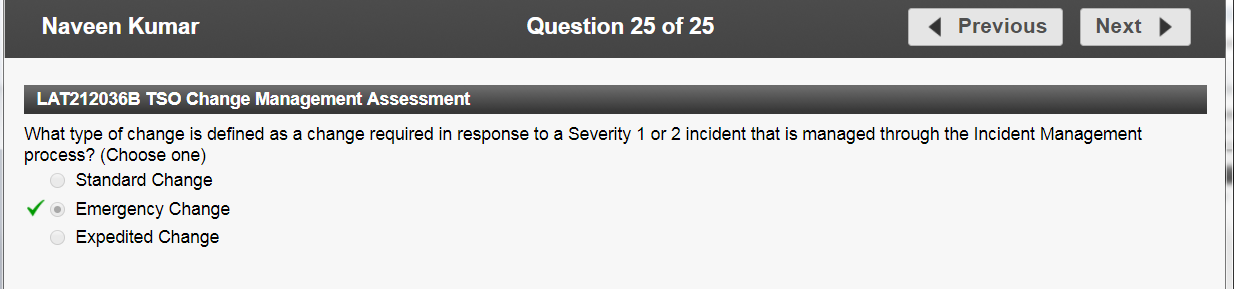 Naveen Kumar
Question 25 of 25
Previous
Next
LAT212036B TSO Change Management Assessment
What type of change is defined as a change required in response to a Severity 1 or 2 incident that is managed through the Incident Management
process? (Choose one)
Standard Change
Emergency Change
Expedited Change